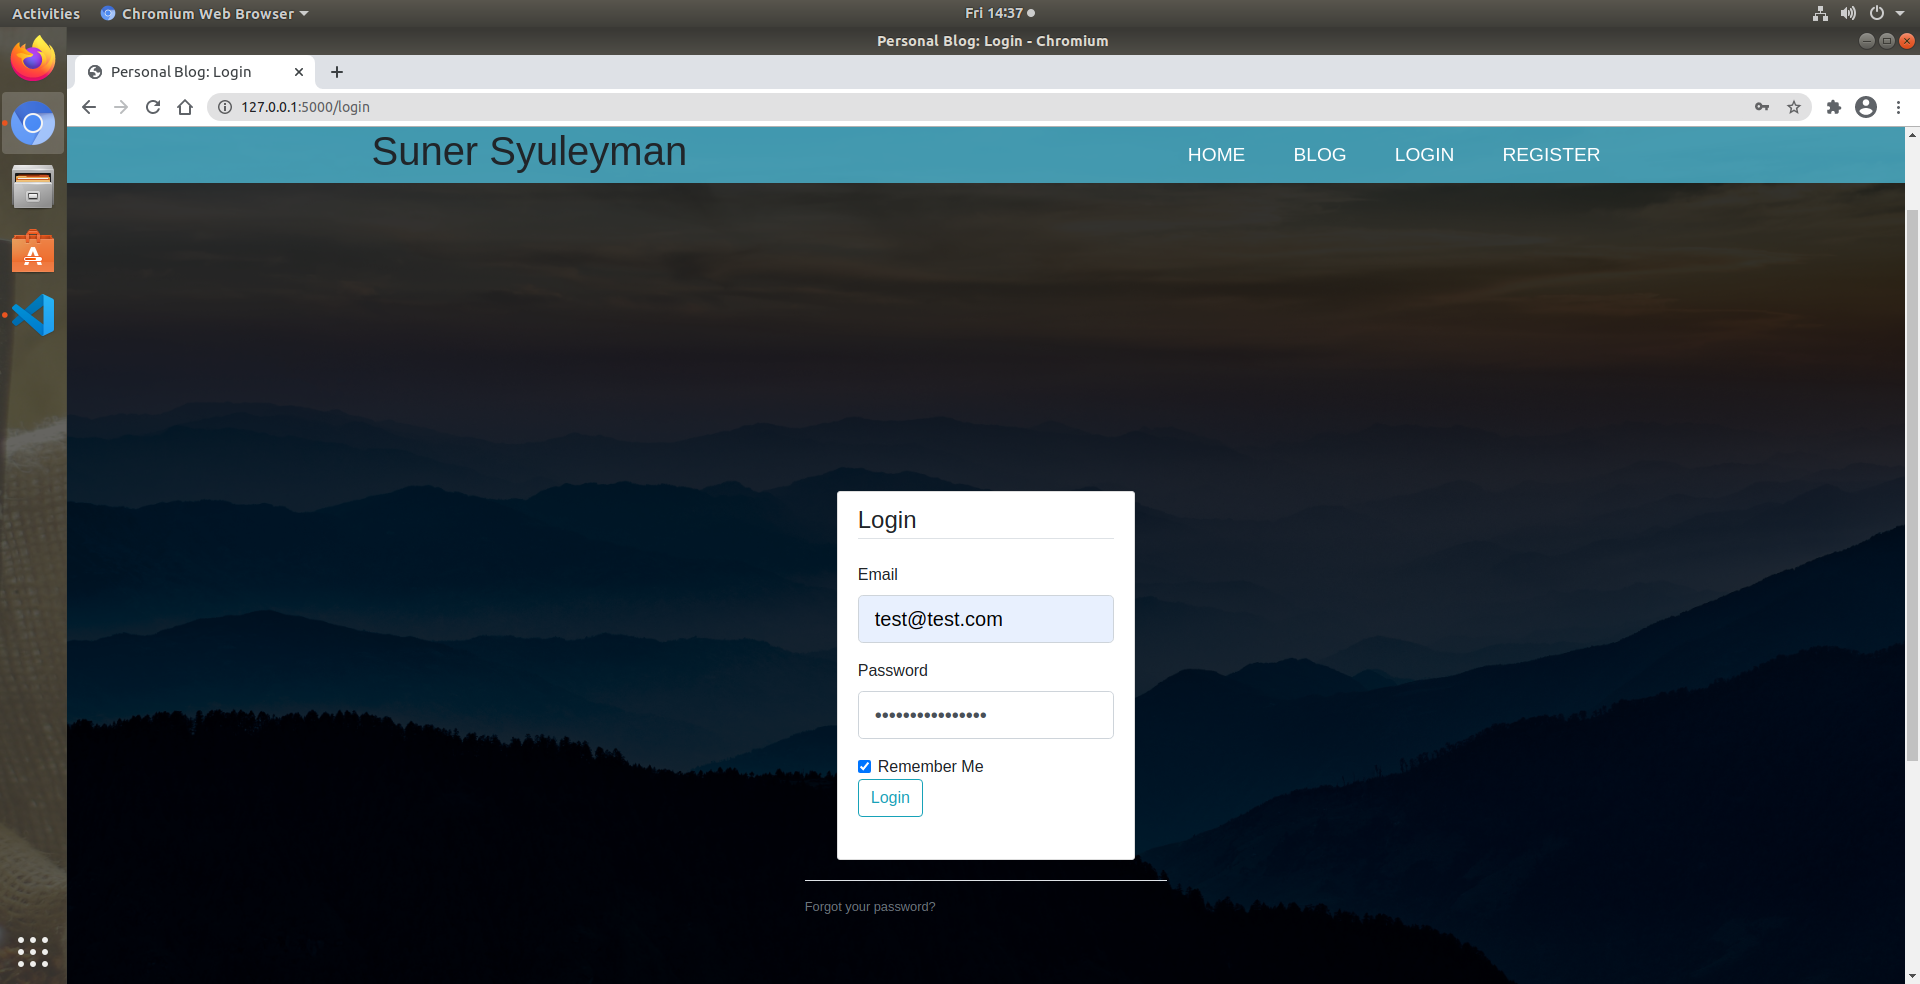 Activities Chromium Web Browser Fri 14:37
Personal Blog: Login - Chromium
Personal Blog: Login
127.0.0.1:5000/login
Suner Syuleyman HOME BLOG LOGIN REGISTER
Login
Email
test@test.com
Password
••••••••••••••••
Remember Me
Login
Forgot your password?